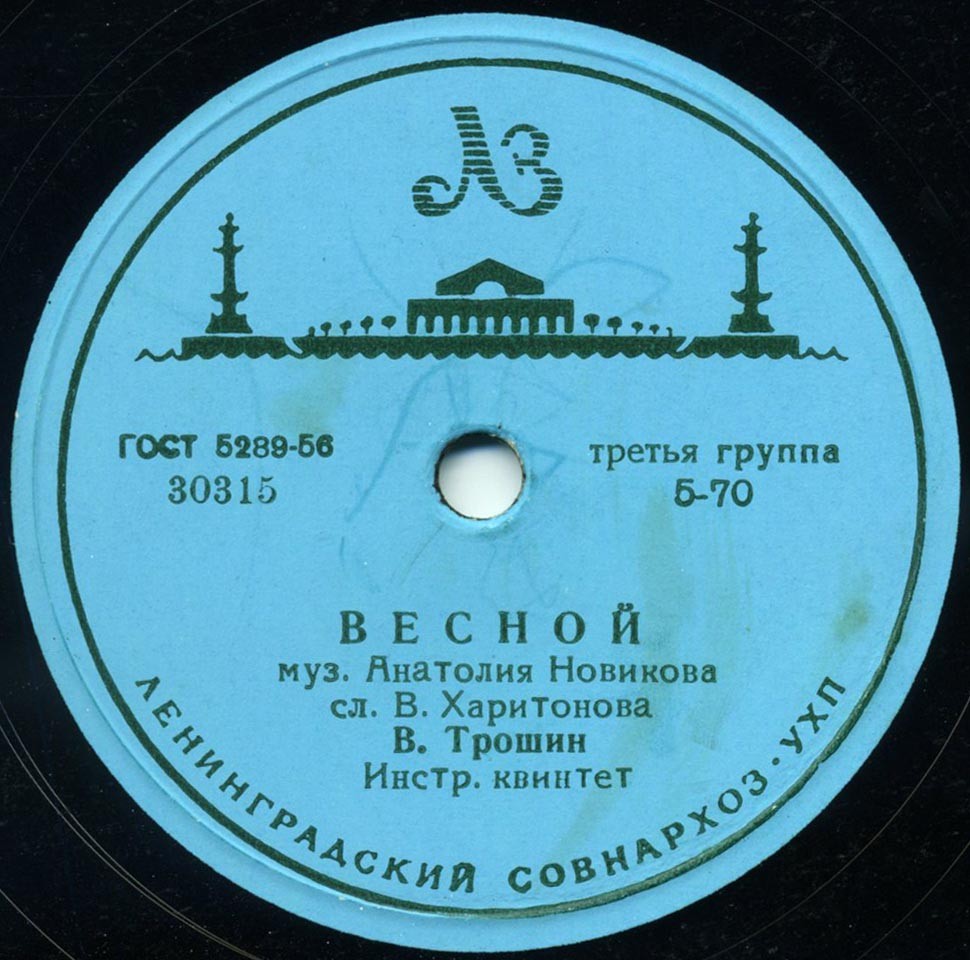 ЛЗ
ГОСТ 5289-56
30315
третья группа
5-70
ВЕСНОЙ
муз. Анатолия Новикова
сл. В. Харитонова
В. Трошин
Инстр. квинтет
ЛЕНИНГРАДСКИЙ СОВНАРХОЗ · УХП